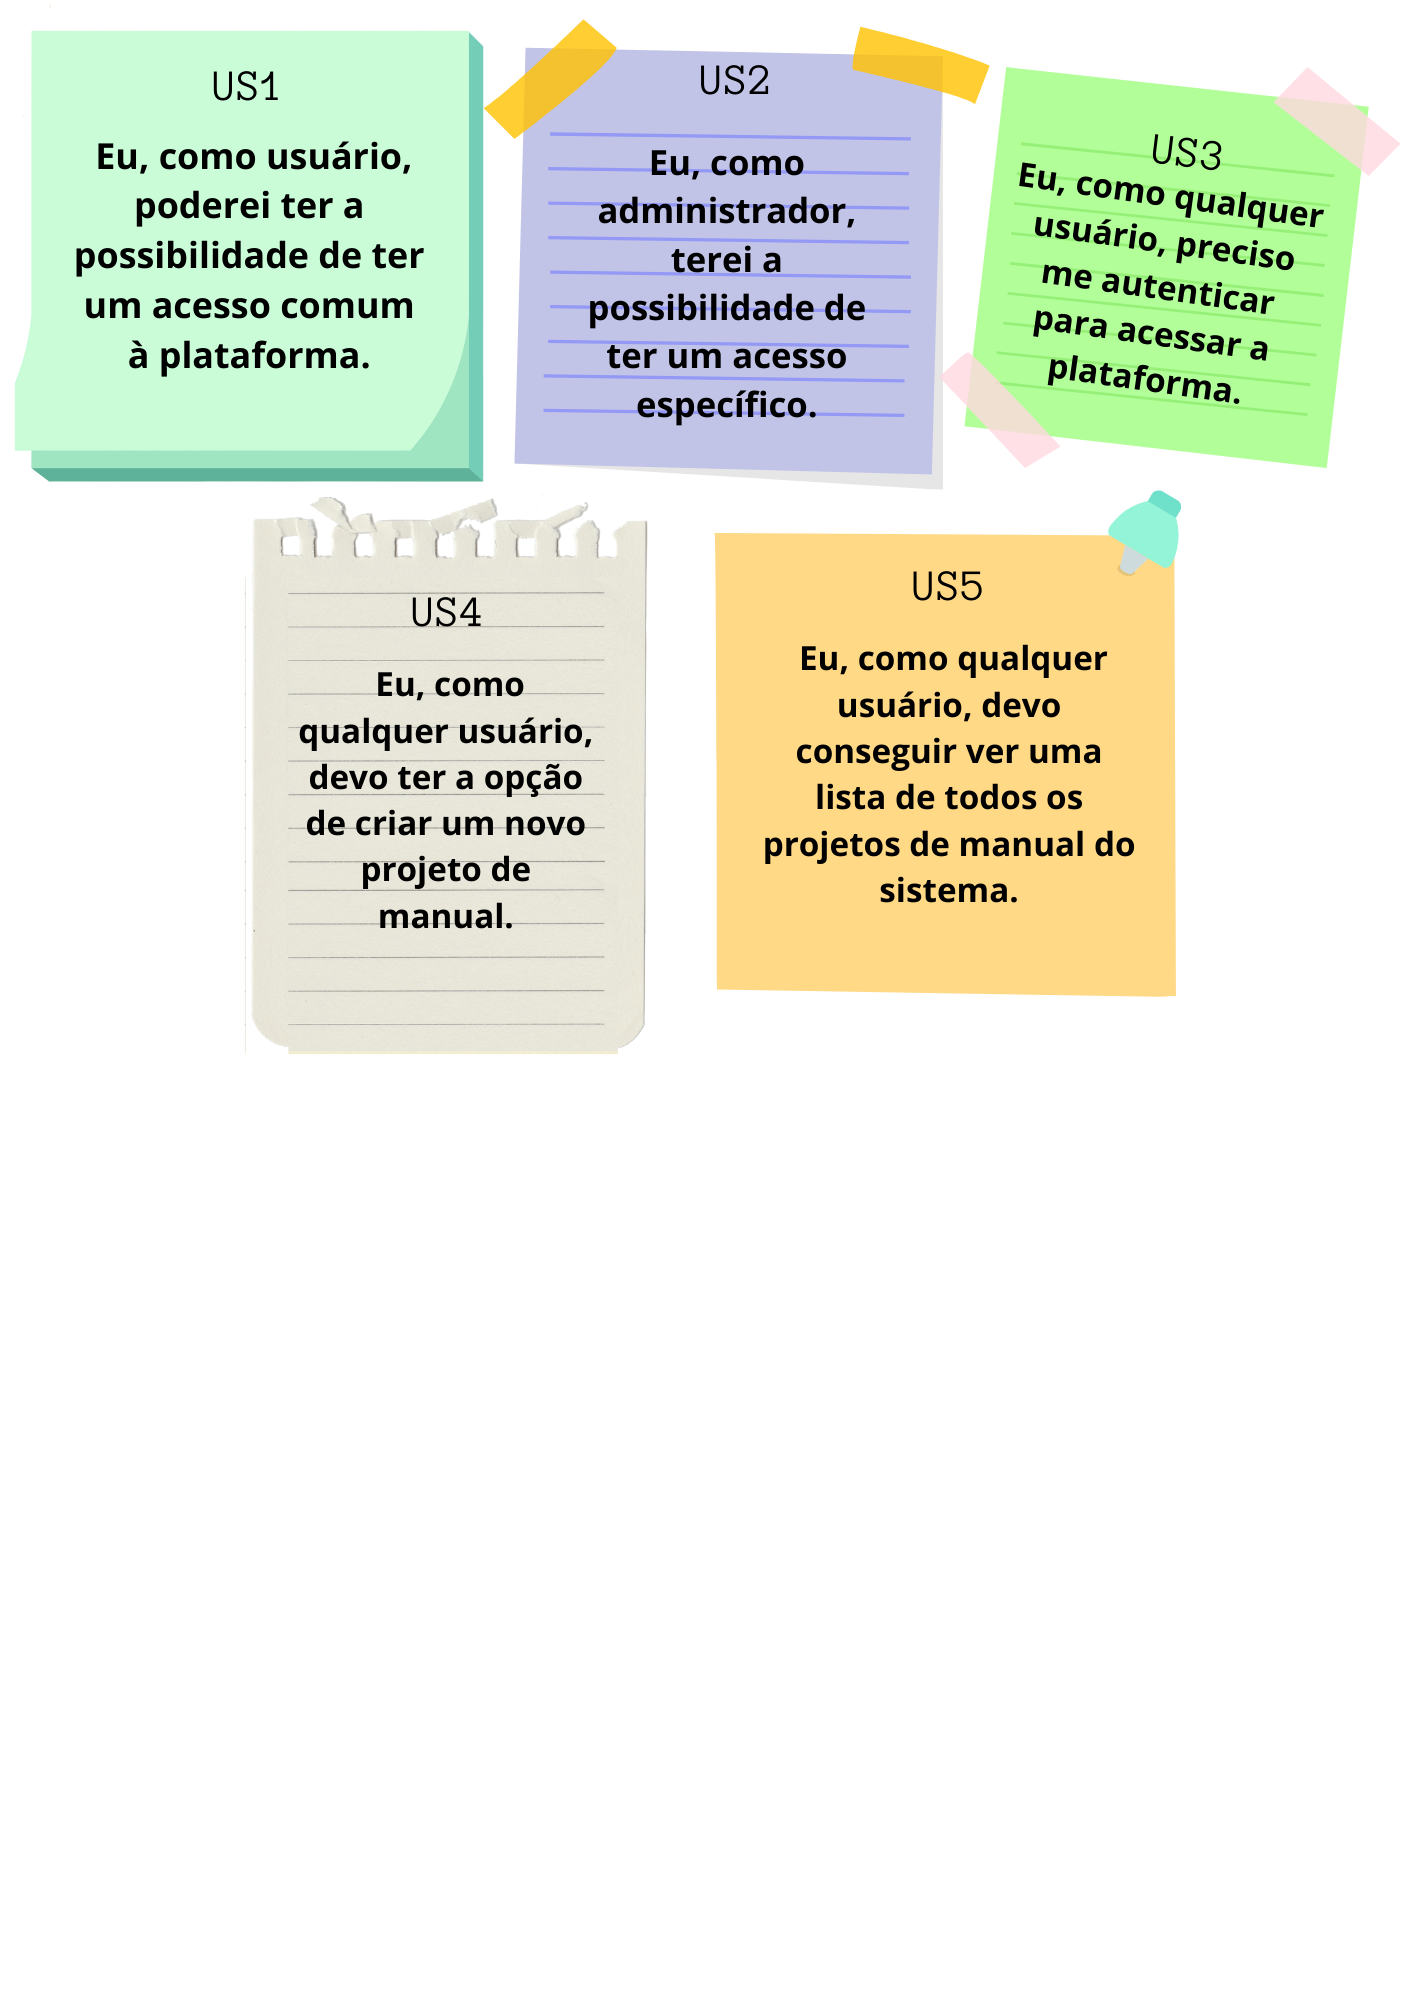 US1
Eu, como usuário,
poderei ter a
possibilidade de ter
um acesso comum
à plataforma.
US2
Eu, como
administrador,
terei a
possibilidade de
ter um acesso
específico.
US3
Eu, como qualquer
usuário, preciso
me autenticar
para acessar a
plataforma.
US4
Eu, como
qualquer usuário,
devo ter a opção
de criar um novo
projeto de
manual.
US5
Eu, como qualquer
usuário, devo
conseguir ver uma
lista de todos os
projetos de manual do
sistema.